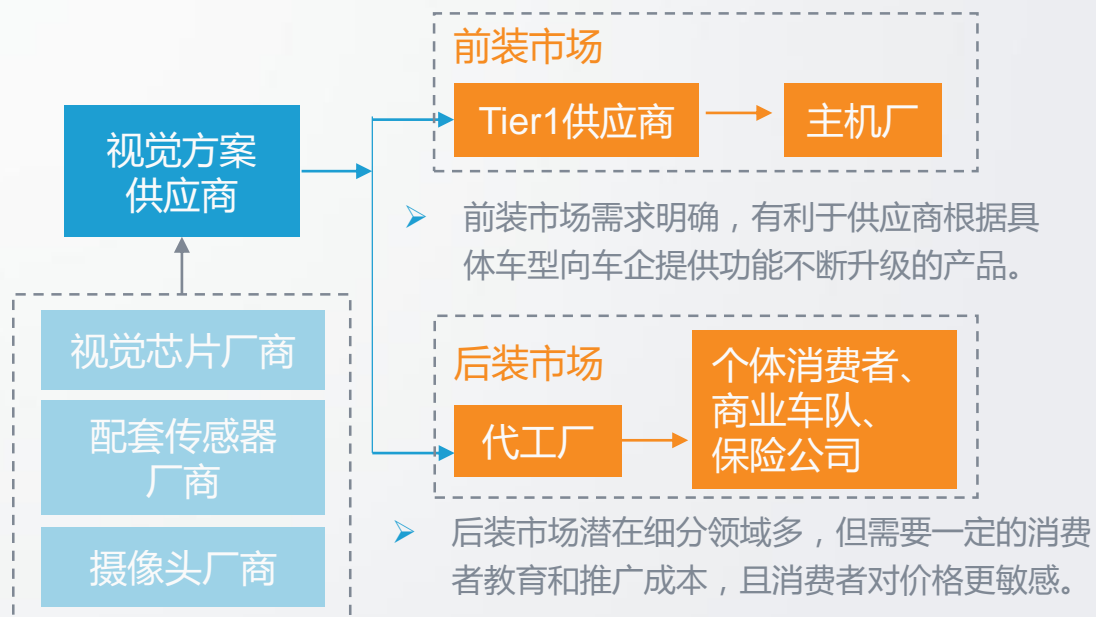 视觉方案
供应商
视觉芯片厂商
配套传感器
厂商
摄像头厂商
前装市场
Tier1供应商
主机厂
前装市场需求明确，有利于供应商根据具
体车型向车企提供功能不断升级的产品。
后装市场
代工厂
个体消费者、
商业车队、
保险公司
后装市场潜在细分领域多，但需要一定的消费
者教育和推广成本，且消费者对价格更敏感。